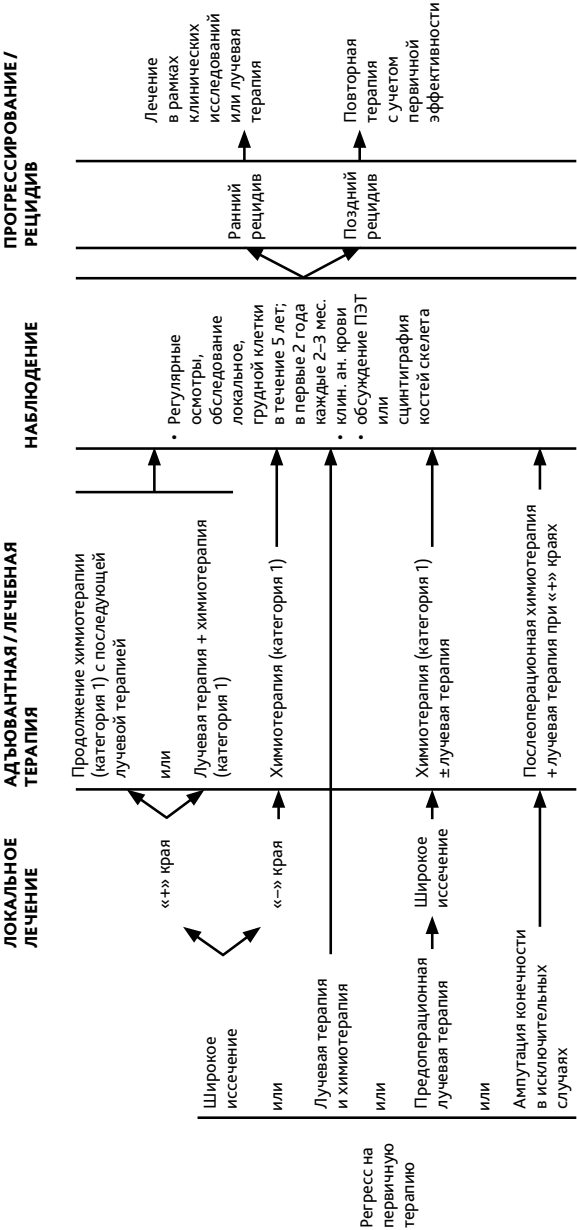 Регресс на
первичную
терапию
ЛОКАЛЬНОЕ
ЛЕЧЕНИЕ
Широкое
иссечение
или
Лучевая терапия
и химиотерапия
или
Предоперационная
лучевая терапия
или
Ампутация конечности
в исключительных
случаях
«+» края
«–» края
Широкое
иссечение
АДЪЮВАНТНАЯ / ЛЕЧЕБНАЯ
ТЕРАПИЯ
Продолжение химиотерапии
(категория 1) с последующей
лучевой терапией
или
Лучевая терапия + химиотерапия
(категория 1)
Химиотерапия (категория 1)
Химиотерапия (категория 1)
± лучевая терапия
Послеоперационная химиотерапия
+ лучевая терапия при «+» краях
НАБЛЮДЕНИЕ
• Регулярные
осмотры,
обследование
локальное,
грудной клетки
в течение 5 лет;
в первые 2 года
каждые 2–3 мес.
• клин. ан. крови
• обсуждение ПЭТ
или
сцинтиграфия
костей скелета
ПРОГРЕССИРОВАНИЕ /
РЕЦИДИВ
Ранний
рецидив
Поздний
рецидив
Лечение
в рамках
клинических
исследований
или лучевая
терапия
Повторная
терапия
с учетом
первичной
эффективности